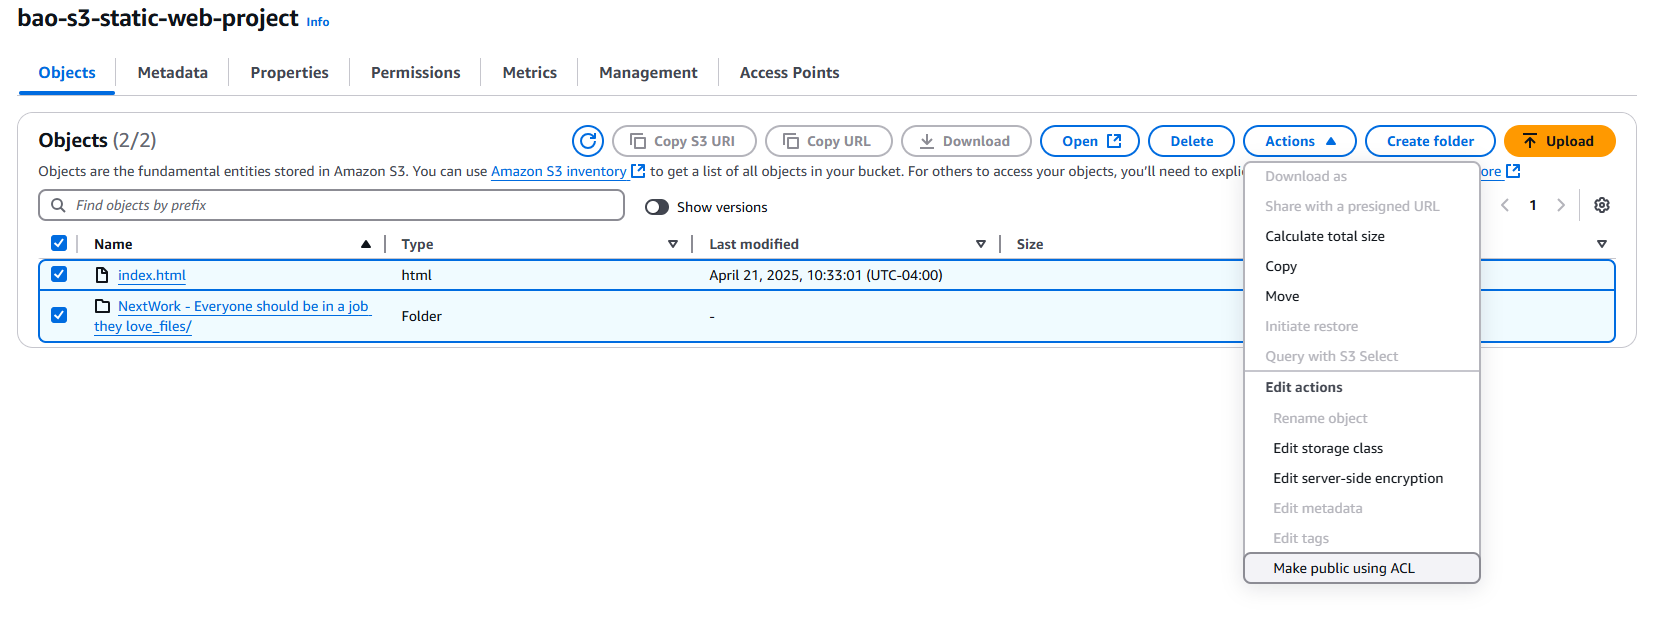 bao-s3-static-web-project Info
Objects Metadata Properties Permissions Metrics Management Access Points
Objects (2/2) Copy S3 URI Copy URL Download Open Delete Actions Create folder Upload
Objects are the fundamental entities stored in Amazon S3. You can use Amazon S3 inventory to get a list of all objects in your bucket. For others to access your objects, you'll need to
Find objects by prefix Show versions 1
Name Type Last modified Size
index.html html April 21, 2025, 10:33:01 (UTC-04:00)
NextWork - Everyone should be in a job
they love_files/ Folder -
Download as
Share with a presigned URL
Calculate total size
Copy
Move
Initiate restore
Query with S3 Select
Edit actions
Rename object
Edit storage class
Edit server-side encryption
Edit metadata
Edit tags
Make public using ACL